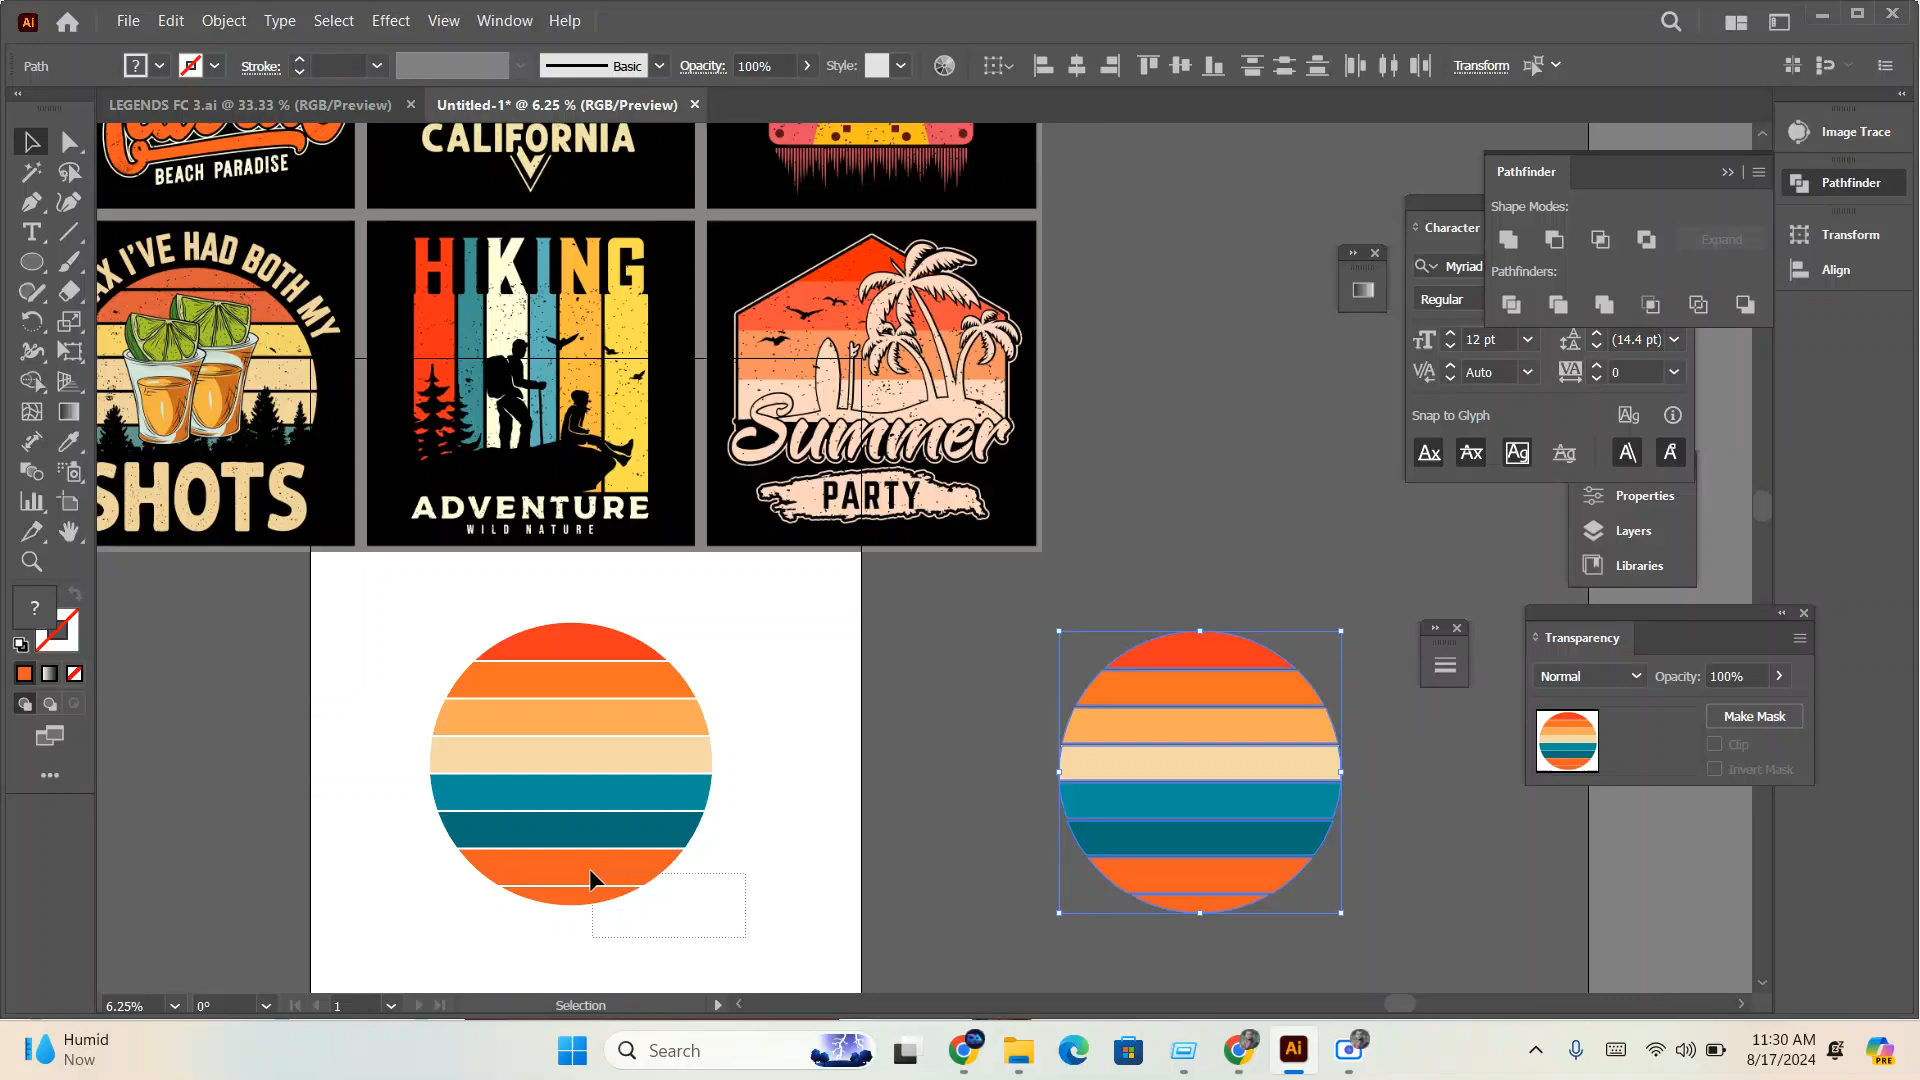 Ai File Edit Object Type Select Effect View Window Help
Path ? Stroke: Basic Opacity: 100% Style: Transform
LEGENDS FC 3.ai @ 33.33 % (RGB/Preview) × Untitled-1* @ 6.25 % (RGB/Preview) ×
BEACH PARADISE
CALIFORNIA
I'VE HAD BOTH MY
SHOTS
HIKING
ADVENTURE
WILD NATURE
Summer
PARTY
Image Trace
Pathfinder
Transform
Align
Pathfinder
Shape Modes:
Expand
Pathfinders:
Character
Myriad
Regular
12 pt
(14.4 pt)
Auto
0
Snap to Glyph
Properties
Layers
Libraries
Transparency
Normal Opacity: 100%
Make Mask
Clip
Invert Mask
?
6.25% 0° 1 Selection
Humid
Now
Search
Ai
11:30 AM
8/17/2024
PRE